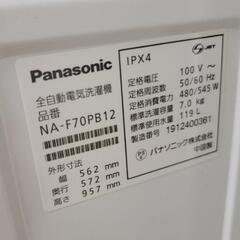 Panasonic
全自動電気洗濯機
品番
NA-F70PB12
外形寸法
幅 562 mm
奥行 572 mm
高さ 957 mm
IPX4
JET
定格電圧 100 V~
定格周波数 50/60 Hz
定格消費電力 480/545 W
標準洗濯容量 7.0 kg
標準水量 119 L
製造番号 1912400361
パナソニック株式会社
中国製